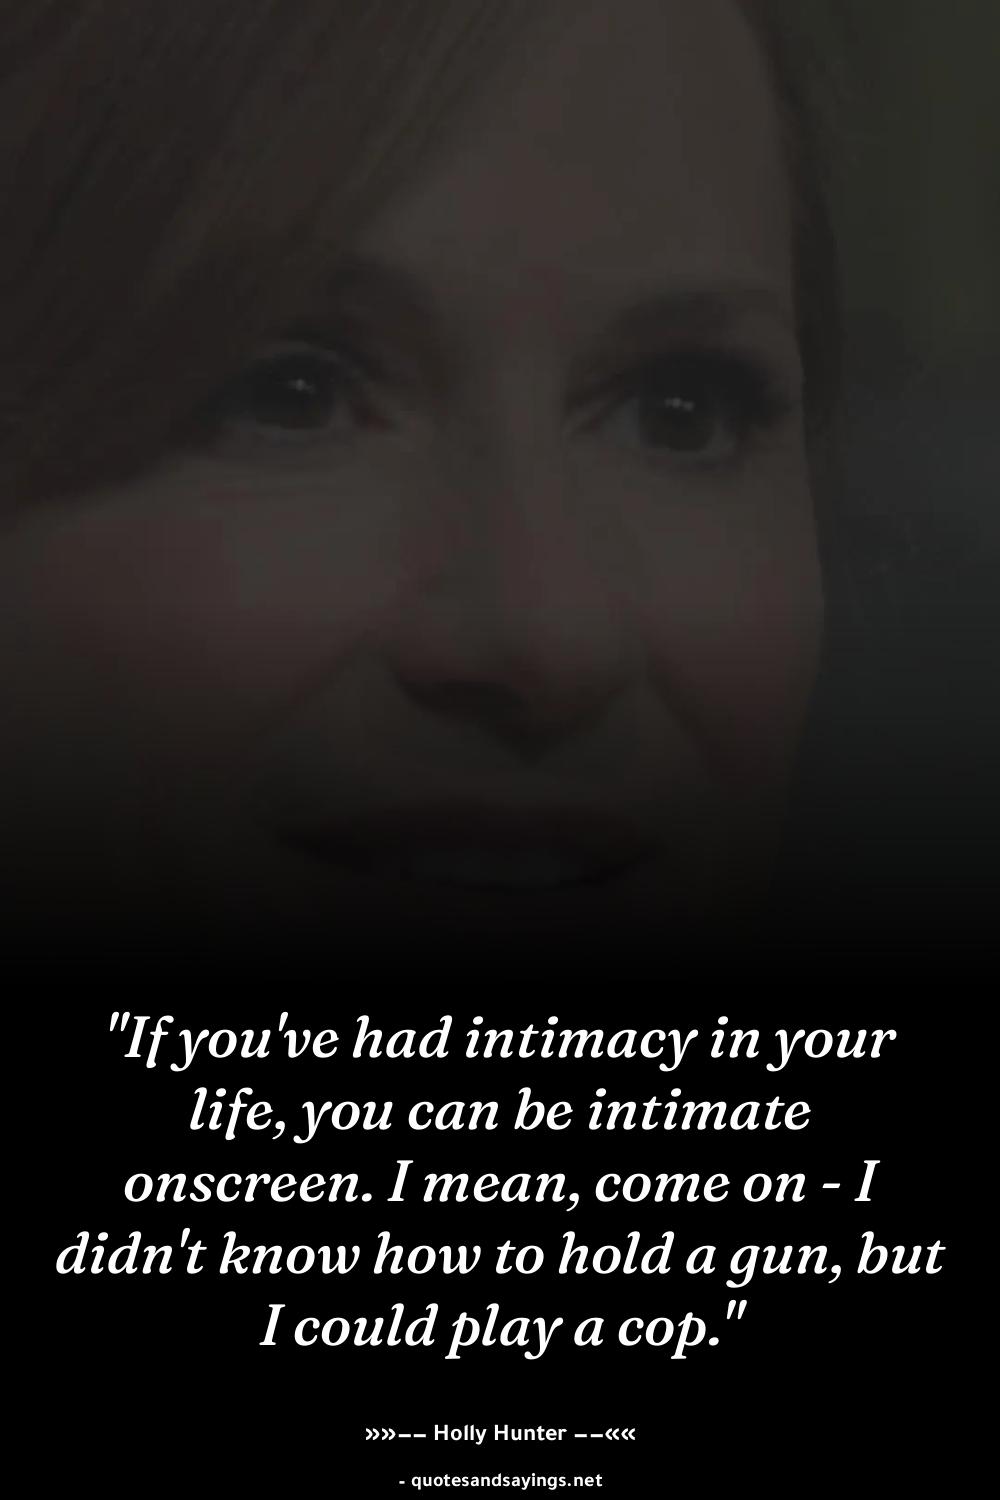 "If you've had intimacy in your
life, you can be intimate
onscreen. I mean, come on - I
didn't know how to hold a gun, but
I could play a cop."
»»−− Holly Hunter −−««
- quotesandsayings.net